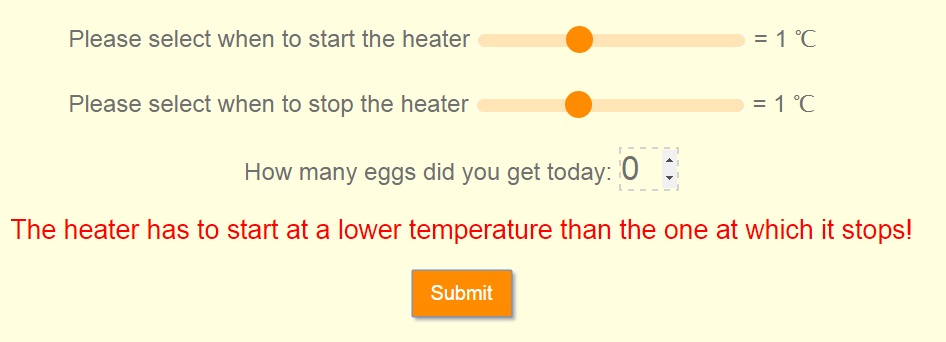 Please select when to start the heater = 1 ℃
Please select when to stop the heater = 1 ℃
How many eggs did you get today: 0
The heater has to start at a lower temperature than the one at which it stops!
Submit